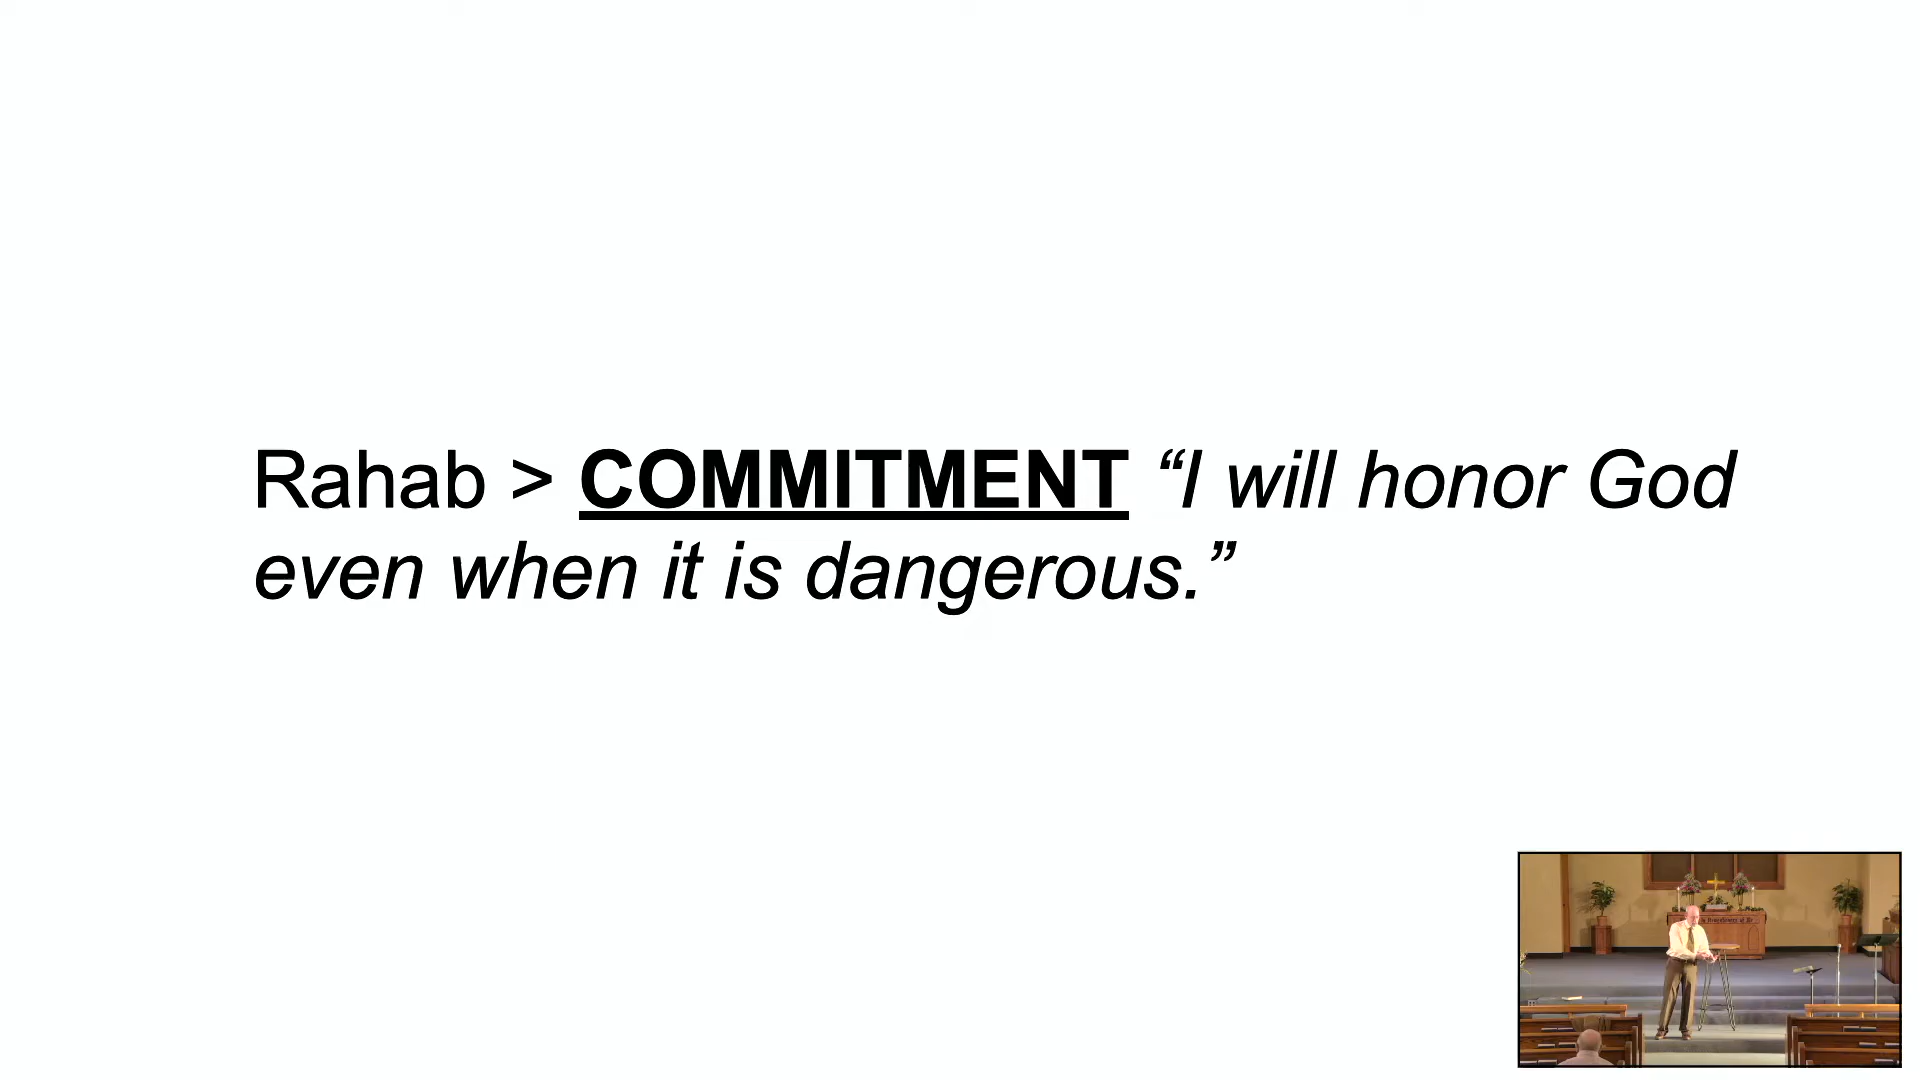 Rahab > COMMITMENT “I will honor God
even when it is dangerous.”